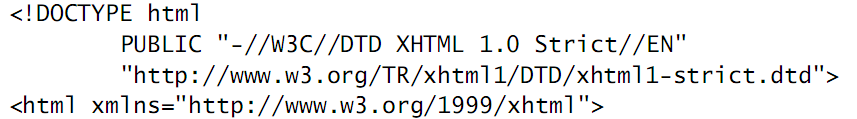 <!DOCTYPE html
PUBLIC "-//W3C//DTD XHTML 1.0 Strict//EN"
"http://www.w3.org/TR/xhtml1/DTD/xhtml1-strict.dtd">
<html xmlns="http://www.w3.org/1999/xhtml">